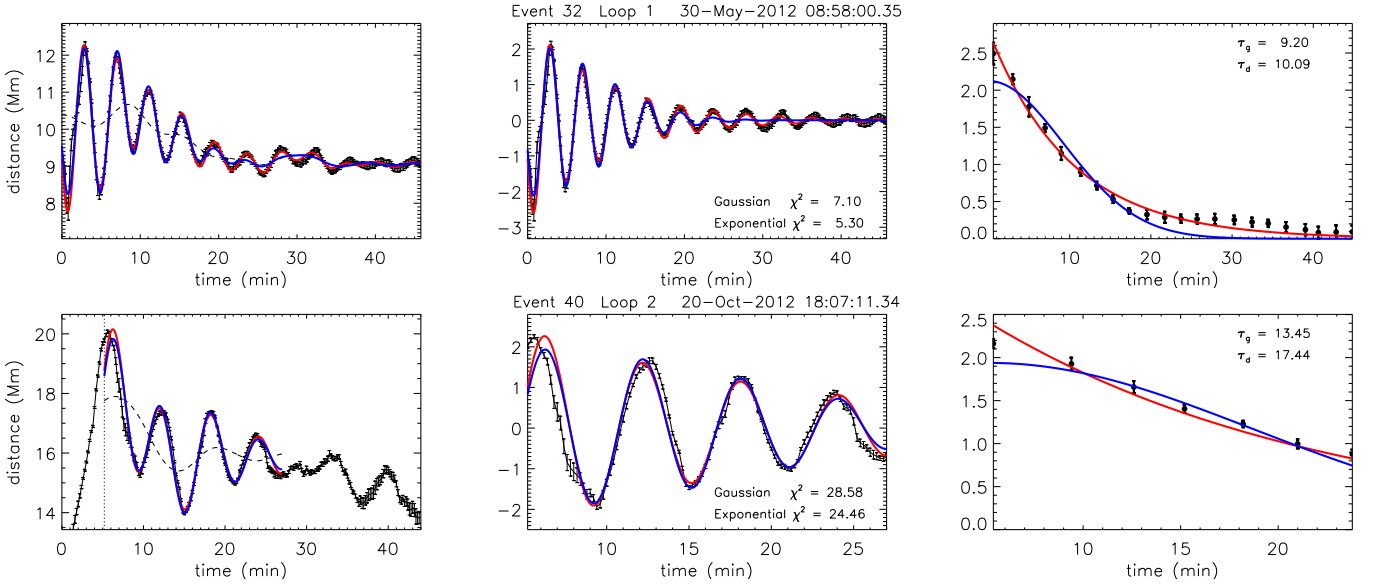 Event 32 Loop 1 30-May-2012 08:58:00.35
distance (Mm)
12
11
10
9
8
0 10 20 30 40
time (min)
2
1
0
-1
-2
-3
Gaussian χ² = 7.10
Exponential χ² = 5.30
0 10 20 30 40
time (min)
2.5
2.0
1.5
1.0
0.5
0.0
τg = 9.20
τd = 10.09
10 20 30 40
time (min)
Event 40 Loop 2 20-Oct-2012 18:07:11.34
distance (Mm)
20
18
16
14
0 10 20 30 40
time (min)
2
1
0
-1
-2
Gaussian χ² = 28.58
Exponential χ² = 24.46
10 15 20 25
time (min)
2.5
2.0
1.5
1.0
0.5
0.0
τg = 13.45
τd = 17.44
10 15 20
time (min)